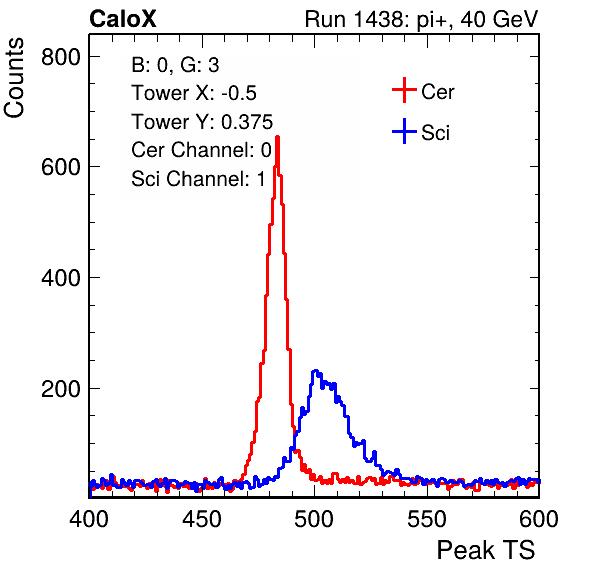 CaloX Run 1438: pi+, 40 GeV
Counts
800
600
400
200
B: 0, G: 3
Tower X: -0.5
Tower Y: 0.375
Cer Channel: 0
Sci Channel: 1
Cer
Sci
400 450 500 550 600
Peak TS